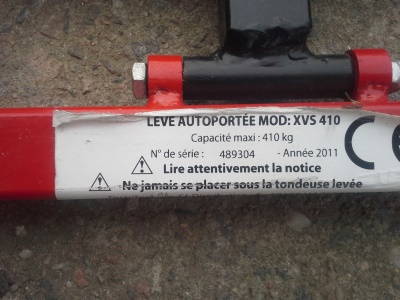 LEVE AUTOPORTÉE MOD: XVS 410
Capacité maxi : 410 kg
N° de série : 489304 - Année 2011
Lire attentivement la notice
Ne jamais se placer sous la tondeuse levée
CE